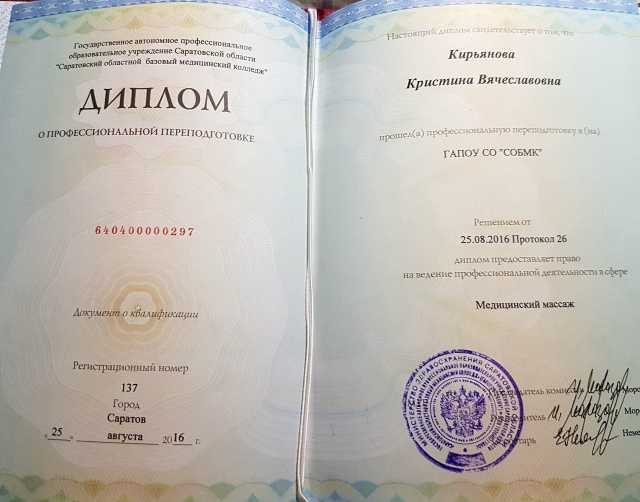 Государственное автономное профессиональное
образовательное учреждение Саратовской области
"Саратовский областной базовый медицинский колледж"
ДИПЛОМ
О ПРОФЕССИОНАЛЬНОЙ ПЕРЕПОДГОТОВКЕ
640400000297
Документ о квалификации
Регистрационный номер
137
Город
Саратов
« 25 » августа 2016 г.
Настоящий диплом свидетельствует о том, что
Кирьянова
Кристина Вячеславовна
прошел(а) профессиональную переподготовку в (на)
ГАПОУ СО "СОБМК"
Решением от
25.08.2016 Протокол 26
диплом предоставляет право
на ведение профессиональной деятельности в сфере
Медицинский массаж
комиссии